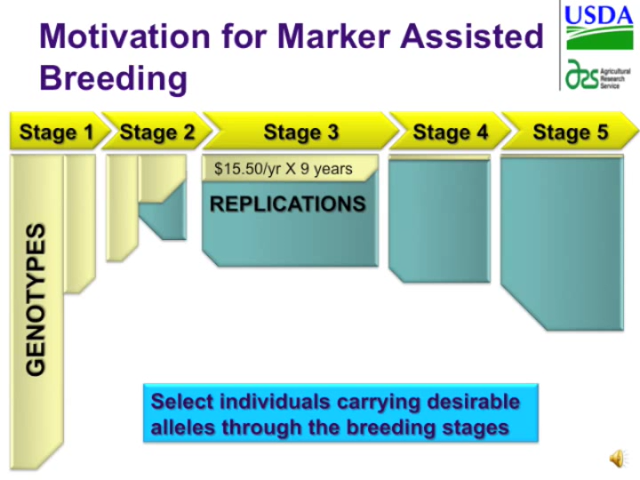 Motivation for Marker Assisted
Breeding
USDA
ars Agricultural
Research
Service
Stage 1
Stage 2
Stage 3
Stage 4
Stage 5
$15.50/yr X 9 years
REPLICATIONS
GENOTYPES
Select individuals carrying desirable
alleles through the breeding stages